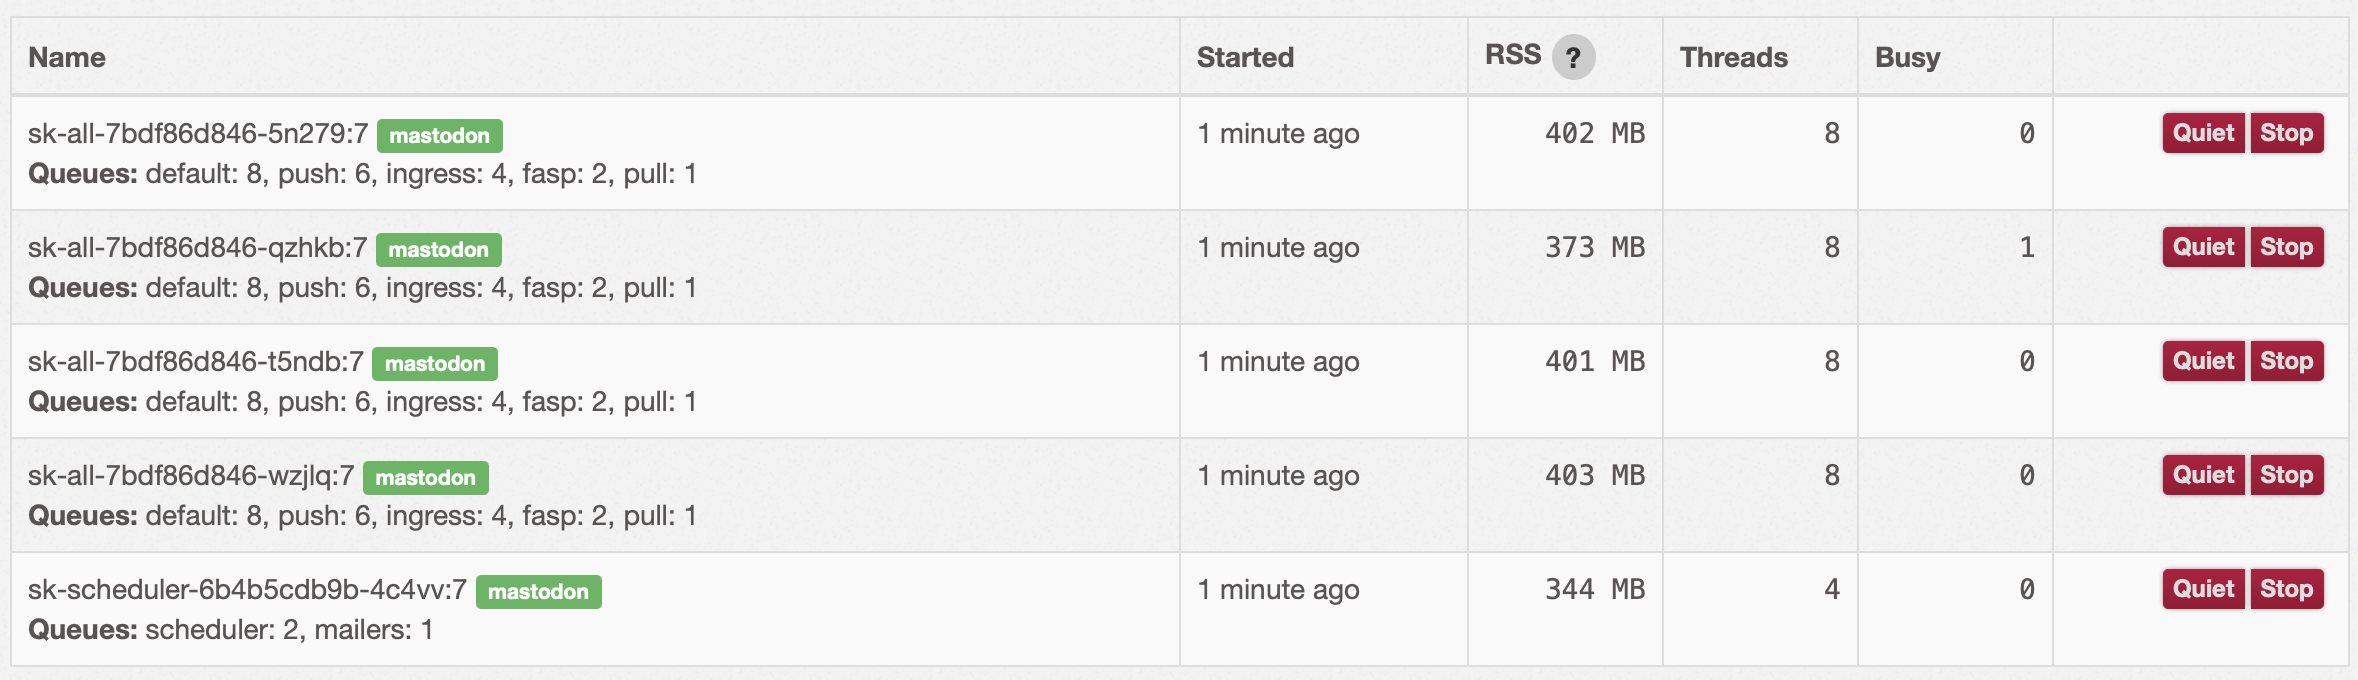 Name Started RSS ? Threads Busy
sk-all-7bdf86d846-5n279:7 mastodon 1 minute ago 402 MB 8 0 Quiet Stop
Queues: default: 8, push: 6, ingress: 4, fasp: 2, pull: 1
sk-all-7bdf86d846-qzhkb:7 mastodon 1 minute ago 373 MB 8 1 Quiet Stop
Queues: default: 8, push: 6, ingress: 4, fasp: 2, pull: 1
sk-all-7bdf86d846-t5ndb:7 mastodon 1 minute ago 401 MB 8 0 Quiet Stop
Queues: default: 8, push: 6, ingress: 4, fasp: 2, pull: 1
sk-all-7bdf86d846-wzjlq:7 mastodon 1 minute ago 403 MB 8 0 Quiet Stop
Queues: default: 8, push: 6, ingress: 4, fasp: 2, pull: 1
sk-scheduler-6b4b5cdb9b-4c4vv:7 mastodon 1 minute ago 344 MB 4 0 Quiet Stop
Queues: scheduler: 2, mailers: 1